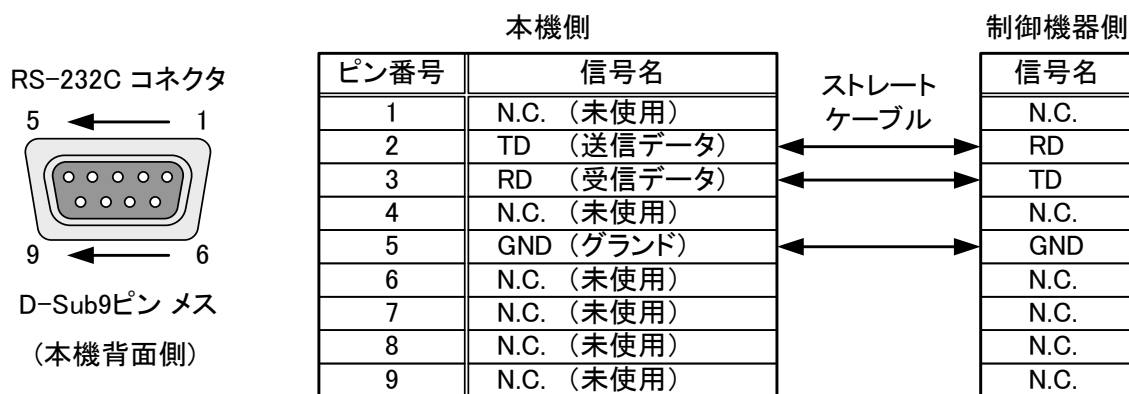 本機側
制御機器側
RS-232C コネクタ
5 1
9 6
D-Sub9ピン メス
（本機背面側）
ピン番号 信号名
1 N.C. （未使用）
2 TD （送信データ）
3 RD （受信データ）
4 N.C. （未使用）
5 GND （グランド）
6 N.C. （未使用）
7 N.C. （未使用）
8 N.C. （未使用）
9 N.C. （未使用）
ストレート
ケーブル
信号名
N.C.
RD
TD
N.C.
GND
N.C.
N.C.
N.C.
N.C.